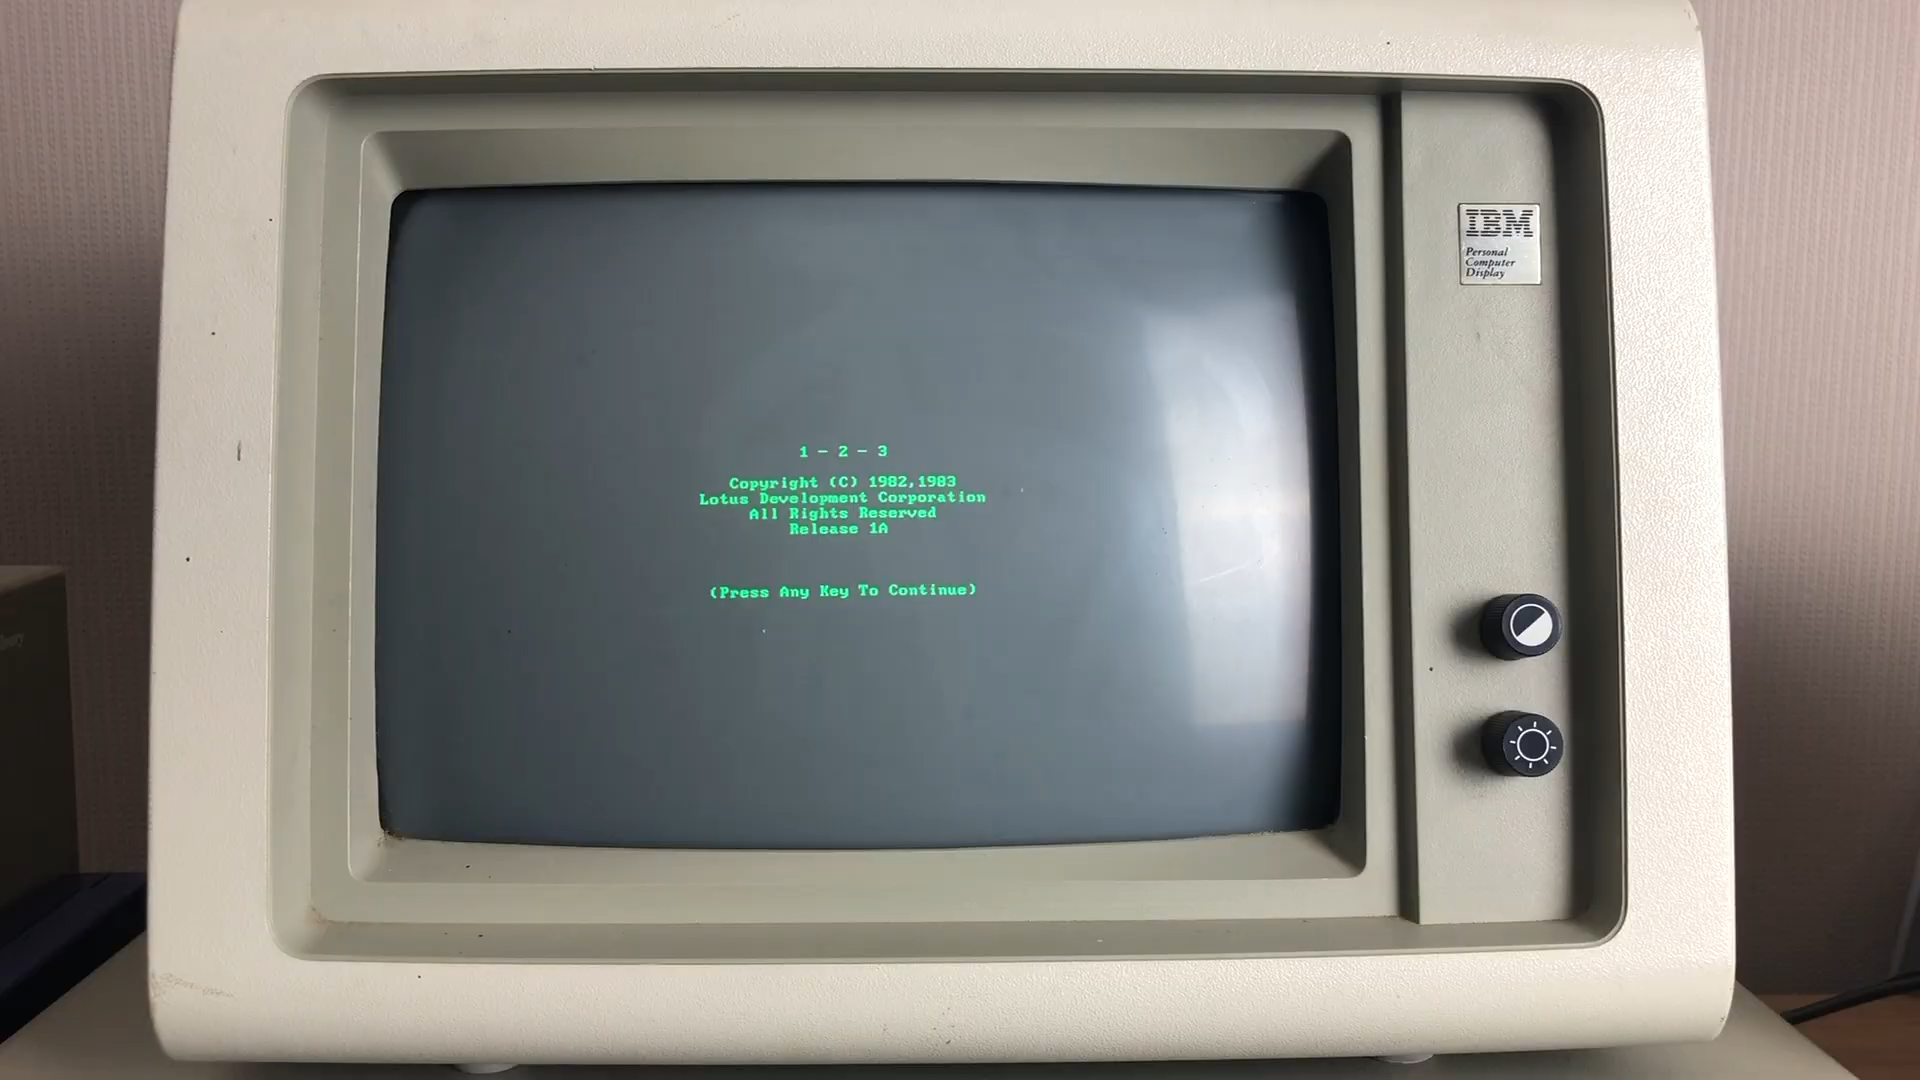 IBM
Personal
Computer
Display
1 - 2 - 3
Copyright (C) 1982,1983
Lotus Development Corporation
All Rights Reserved
Release 1A
(Press Any Key To Continue)